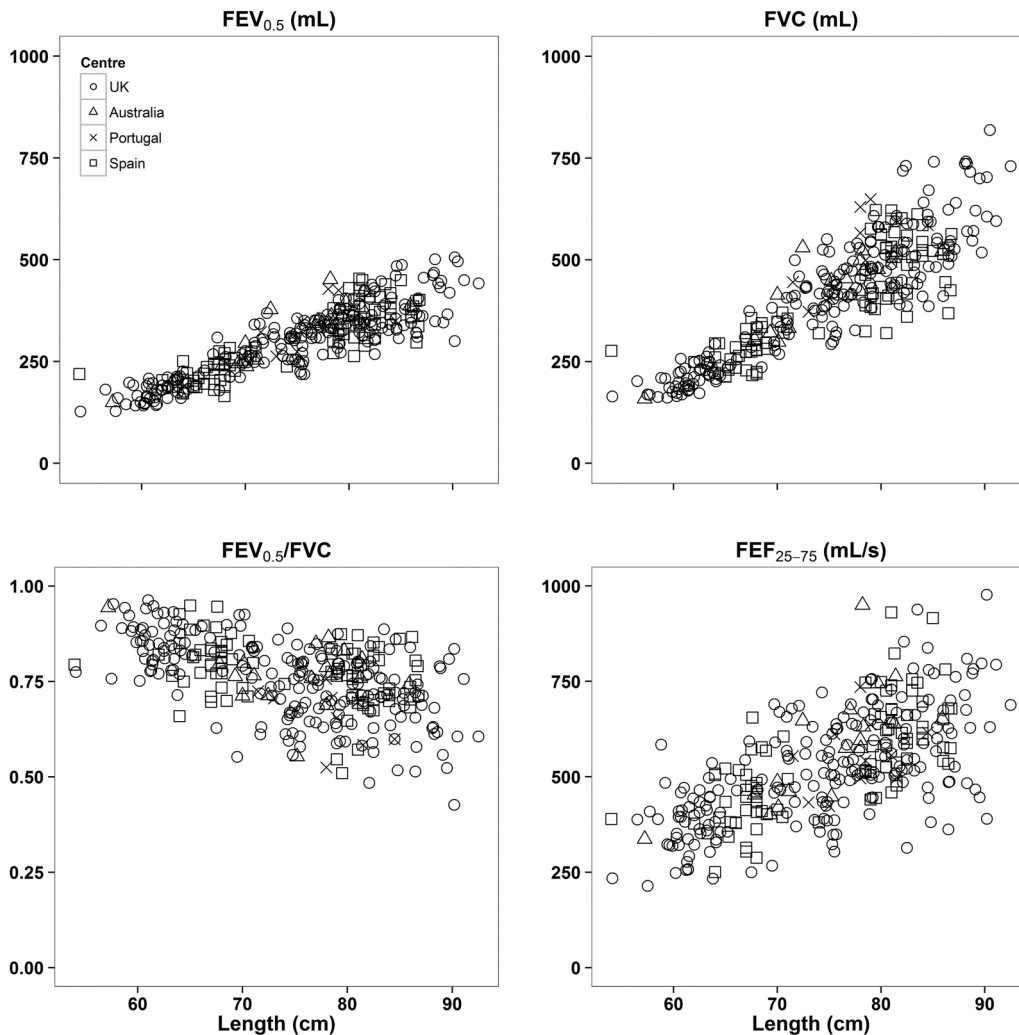 FEV0.5 (mL)
1000
750
500
250
0
Centre
UK
Australia
Portugal
Spain
FVC (mL)
1000
750
500
250
0
FEV0.5/FVC
1.00
0.75
0.50
0.25
0.00
60 70 80 90
Length (cm)
FEF25–75 (mL/s)
1000
750
500
250
0
60 70 80 90
Length (cm)